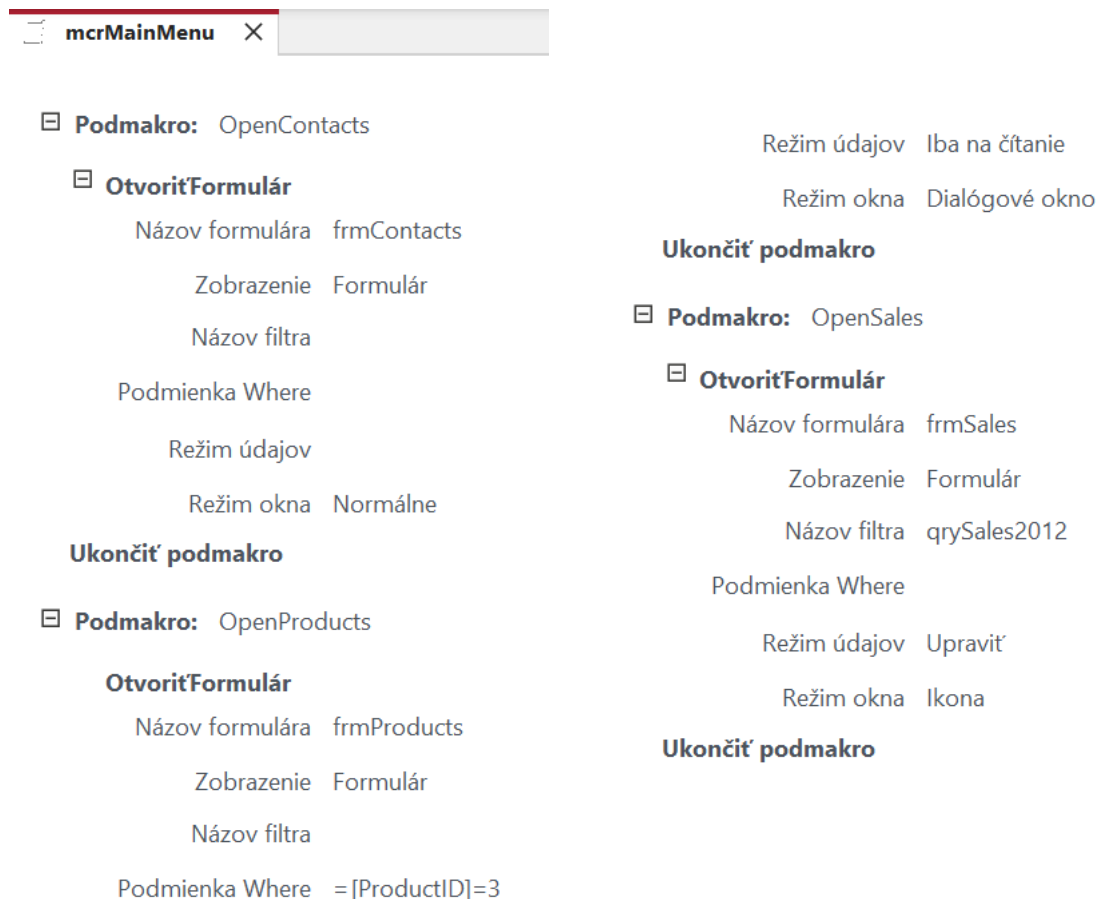 mcrMainMenu
Podmakro: OpenContacts
OtvoriťFormulár
Názov formulára frmContacts
Zobrazenie Formulár
Názov filtra
Podmienka Where
Režim údajov
Režim okna Normálne
Ukončiť podmakro
Podmakro: OpenProducts
OtvoriťFormulár
Názov formulára frmProducts
Zobrazenie Formulár
Názov filtra
Podmienka Where =[ProductID]=3
Režim údajov Iba na čítanie
Režim okna Dialógové okno
Ukončiť podmakro
Podmakro: OpenSales
OtvoriťFormulár
Názov formulára frmSales
Zobrazenie Formulár
Názov filtra qrySales2012
Podmienka Where
Režim údajov Upraviť
Režim okna Ikona
Ukončiť podmakro